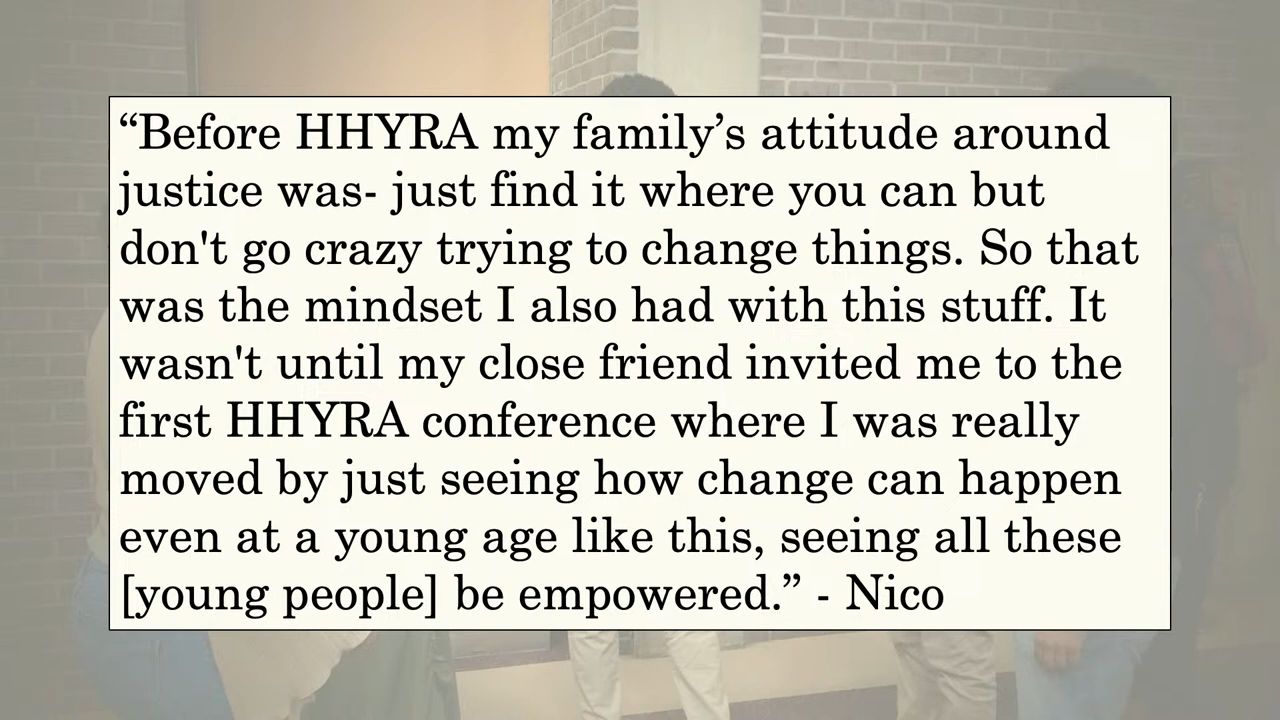 “Before HHYRA my family’s attitude around
justice was- just find it where you can but
don't go crazy trying to change things. So that
was the mindset I also had with this stuff. It
wasn't until my close friend invited me to the
first HHYRA conference where I was really
moved by just seeing how change can happen
even at a young age like this, seeing all these
[young people] be empowered.” - Nico